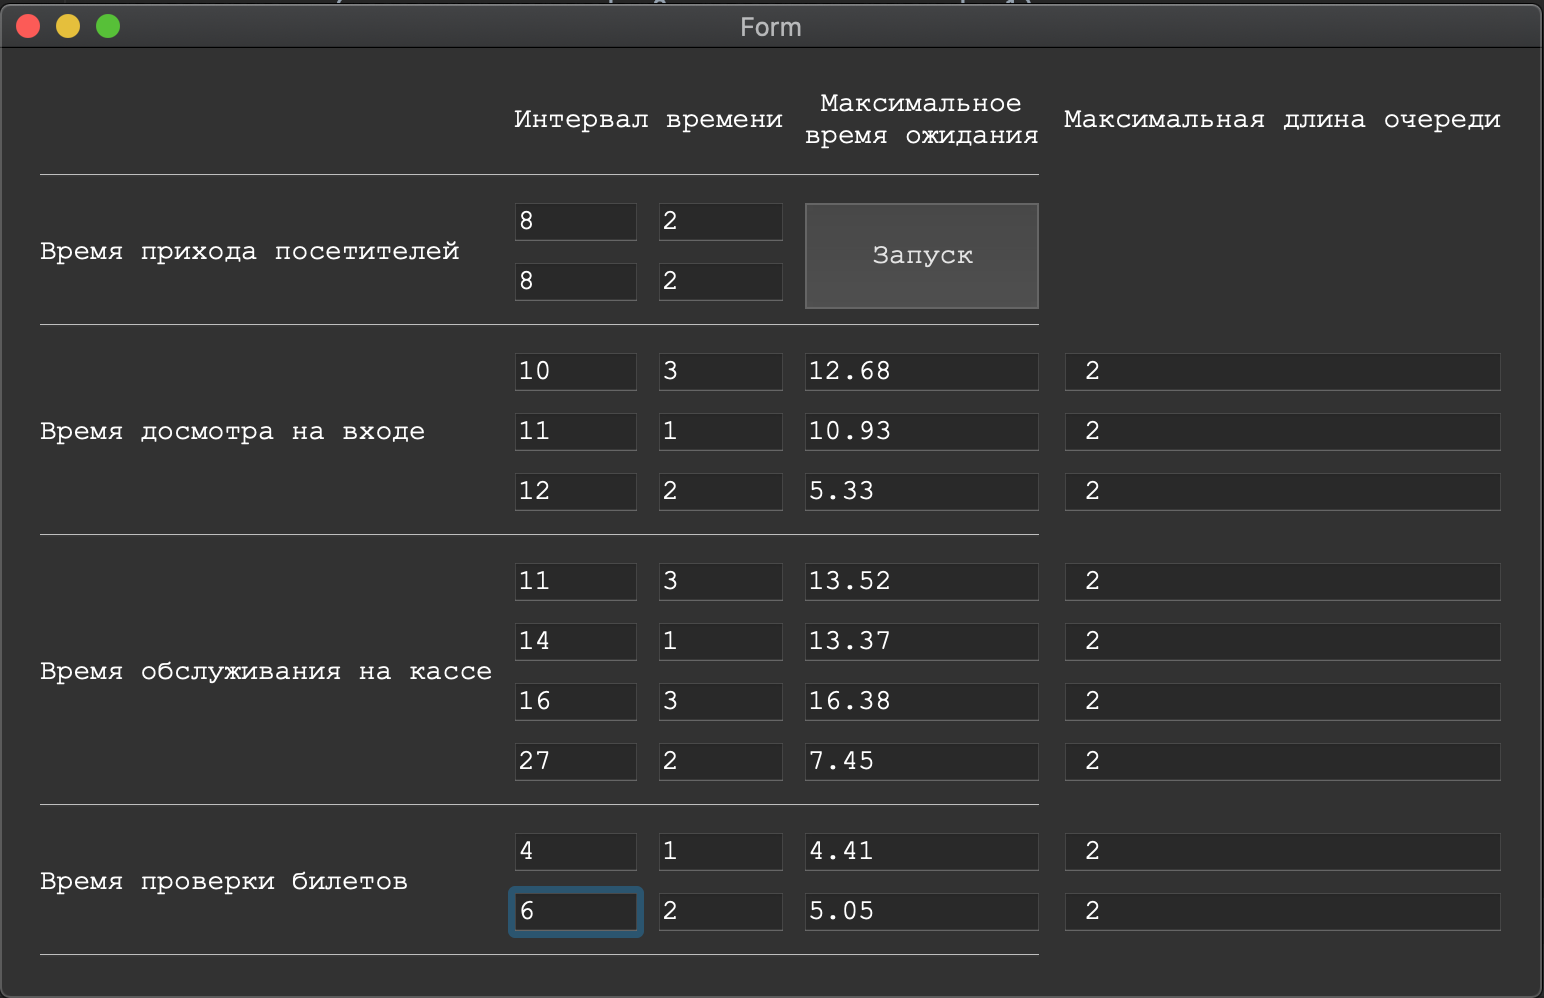 Form
Интервал времени
Максимальное
время ожидания
Максимальная длина очереди
Время прихода посетителей
8 2
8 2
Запуск
Время досмотра на входе
10 3 12.68 2
11 1 10.93 2
12 2 5.33 2
Время обслуживания на кассе
11 3 13.52 2
14 1 13.37 2
16 3 16.38 2
27 2 7.45 2
Время проверки билетов
4 1 4.41 2
6 2 5.05 2